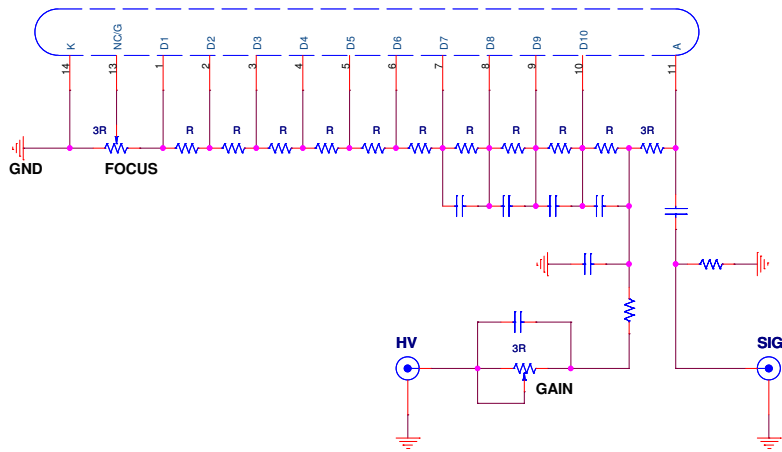 K NC/G D1 D2 D3 D4 D5 D6 D7 D8 D9 D10 A
14 13 1 2 3 4 5 6 7 8 9 10 11
3R R R R R R R R R R R 3R
GND FOCUS
HV SIG
3R
GAIN